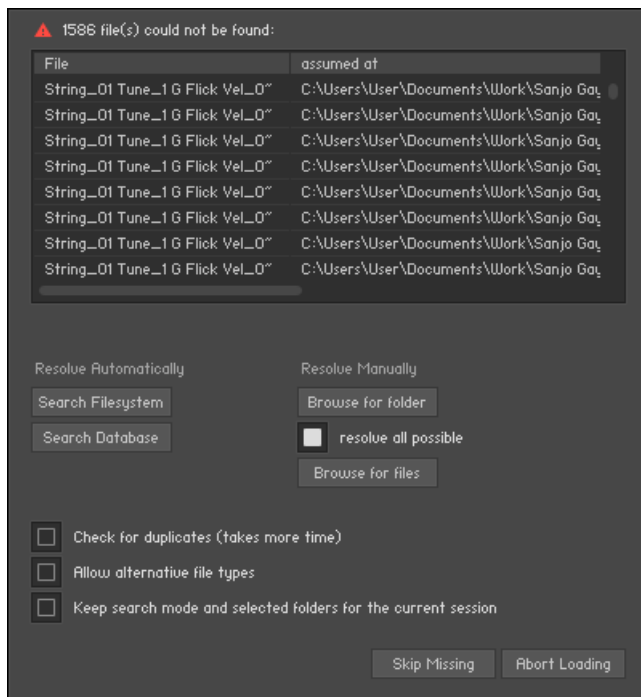 1586 file(s) could not be found:
File assumed at
String_01 Tune_1 G Flick Vel_0~ C:\Users\User\Documents\Work\Sanjo Gay
String_01 Tune_1 G Flick Vel_0~ C:\Users\User\Documents\Work\Sanjo Gay
String_01 Tune_1 G Flick Vel_0~ C:\Users\User\Documents\Work\Sanjo Gay
String_01 Tune_1 G Flick Vel_0~ C:\Users\User\Documents\Work\Sanjo Gay
String_01 Tune_1 G Flick Vel_0~ C:\Users\User\Documents\Work\Sanjo Gay
String_01 Tune_1 G Flick Vel_0~ C:\Users\User\Documents\Work\Sanjo Gay
String_01 Tune_1 G Flick Vel_0~ C:\Users\User\Documents\Work\Sanjo Gay
String_01 Tune_1 G Flick Vel_0~ C:\Users\User\Documents\Work\Sanjo Gay
Resolve Automatically Resolve Manually
Search Filesystem Browse for folder
Search Database resolve all possible
Browse for files
Check for duplicates (takes more time)
Allow alternative file types
Keep search mode and selected folders for the current session
Skip Missing Abort Loading